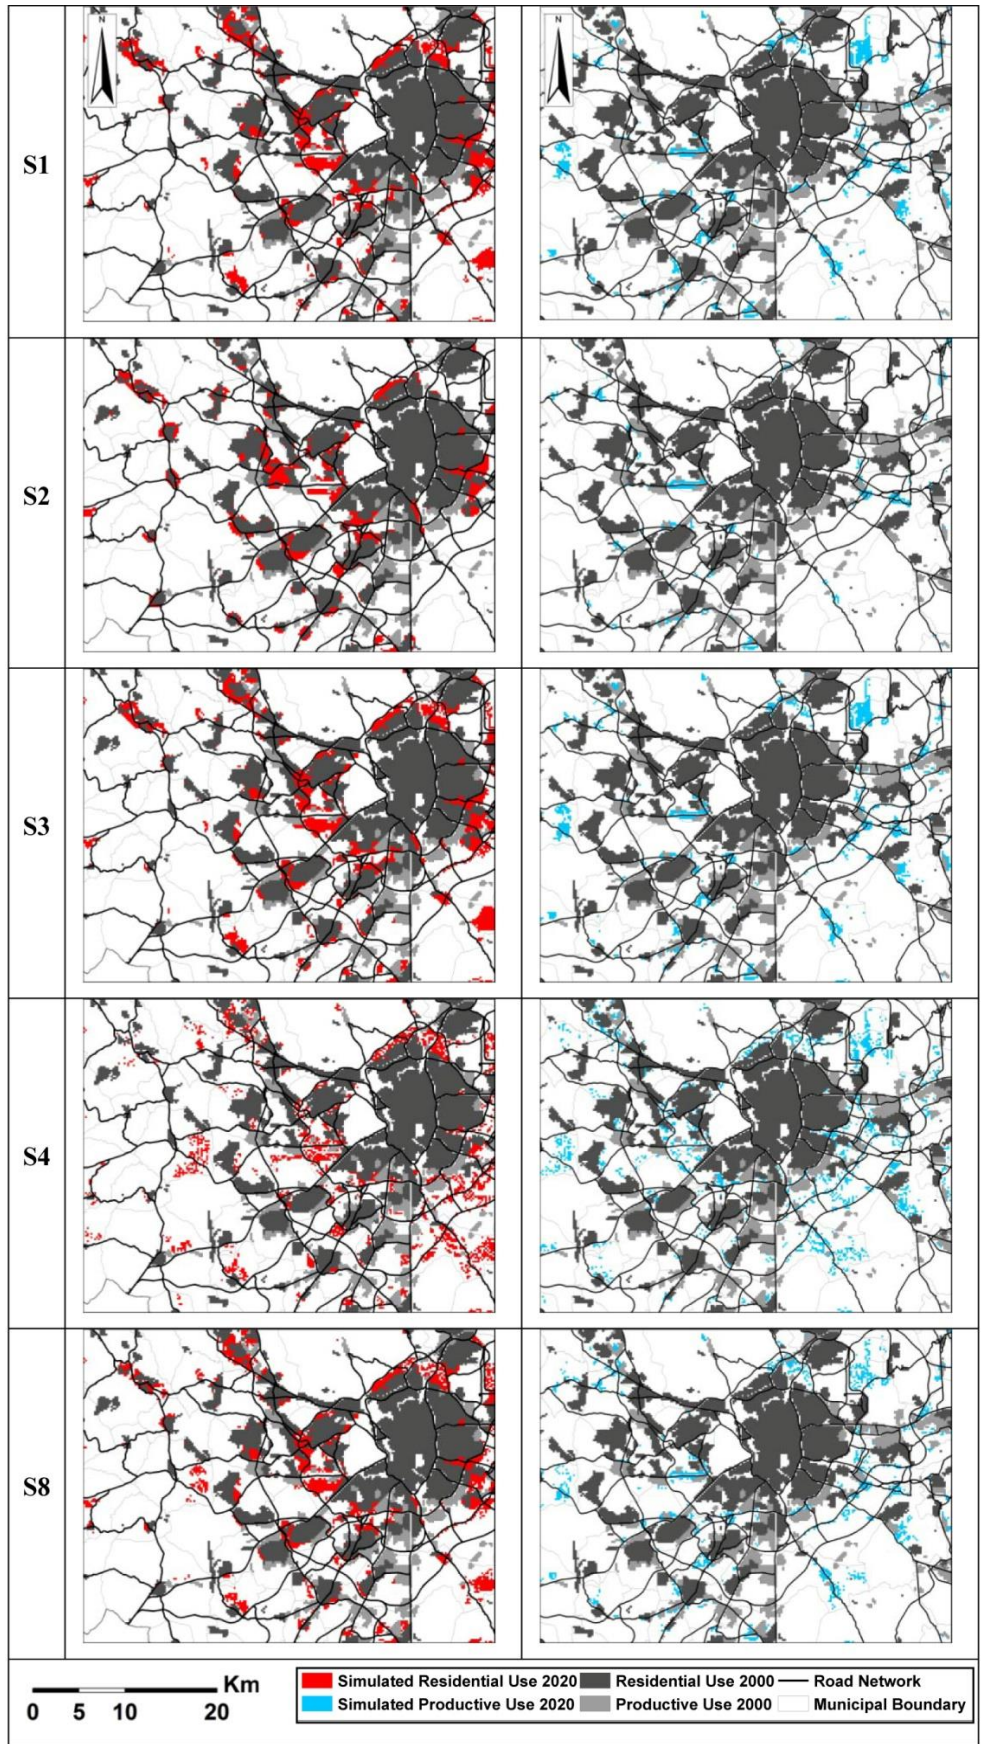 N
N
S1
S2
S3
S4
S8
Km
0 5 10 20
Simulated Residential Use 2020 Residential Use 2000 Road Network
Simulated Productive Use 2020 Productive Use 2000 Municipal Boundary